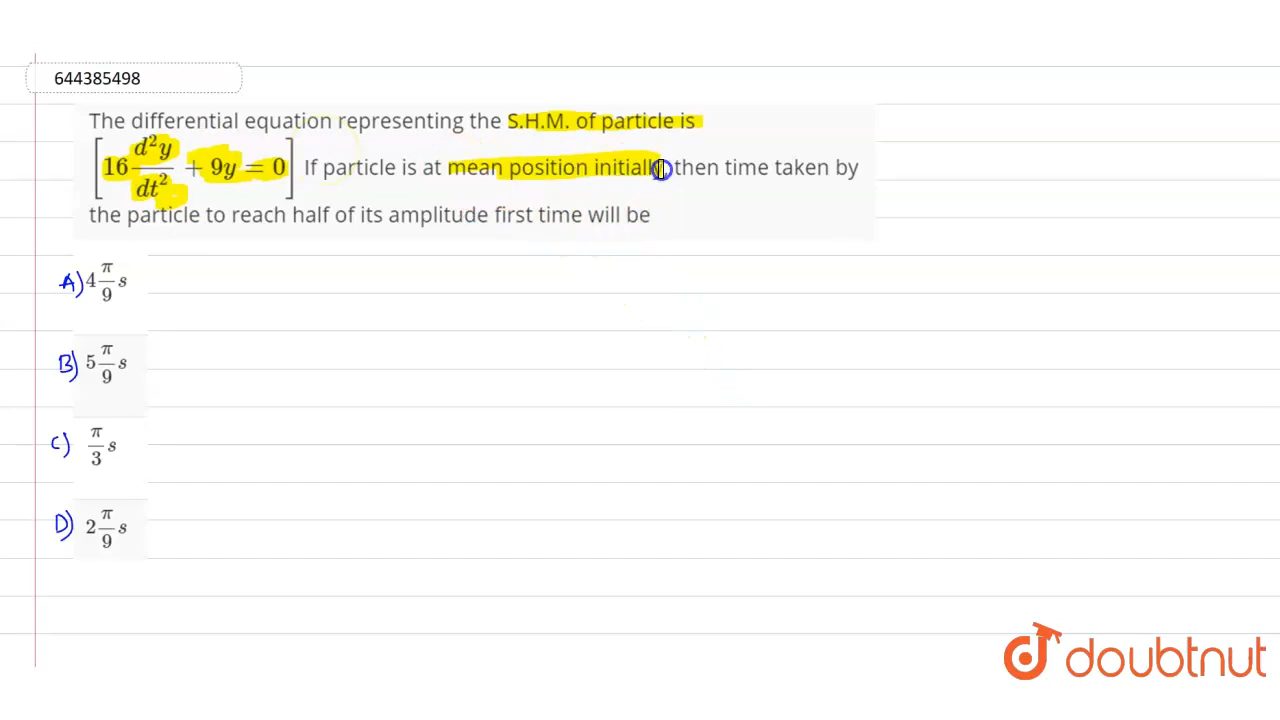 644385498
The differential equation representing the S.H.M. of particle is
[16 d²y/dt² + 9y = 0] If particle is at mean position initially, then time taken by
the particle to reach half of its amplitude first time will be
A) 4 π/9 s
B) 5 π/9 s
C) π/3 s
D) 2 π/9 s
doubtnut